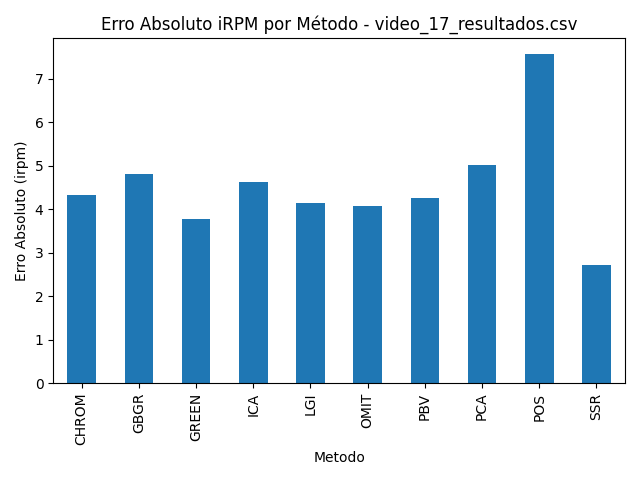 Erro Absoluto iRPM por Método - video_17_resultados.csv
Erro Absoluto (irpm)
7
6
5
4
3
2
1
0
CHROM
GBGR
GREEN
ICA
LGI
OMIT
PBV
PCA
POS
SSR
Metodo